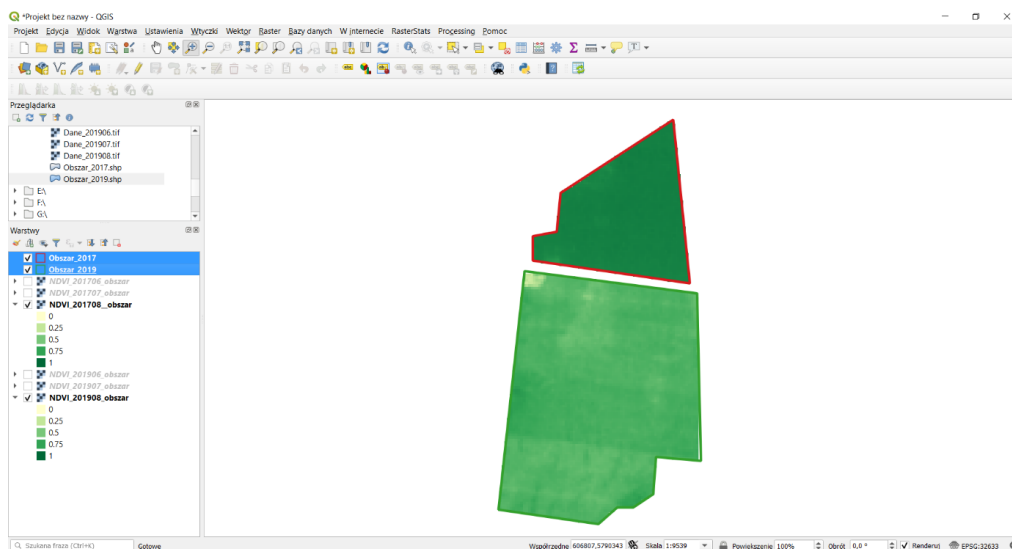 *Projekt bez nazwy - QGIS
Projekt Edycja Widok Warstwa Ustawienia Wtyczki Wektor Raster Bazy danych W internecie RasterStats Processing Pomoc
Przeglądarka
Dane_201906.tif
Dane_201907.tif
Dane_201908.tif
Obszar_2017.shp
Obszar_2019.shp
E:\
F:\
G:\
Warstwy
Obszar_2017
Obszar_2019
NDVI_201706_obszar
NDVI_201707_obszar
NDVI_201708__obszar
0
0.25
0.5
0.75
1
NDVI_201906_obszar
NDVI_201907_obszar
NDVI_201908_obszar
0
0.25
0.5
0.75
1
Szukana fraza (Ctrl+K) Gotowe Współrzędne 606807,5790343 Skala 1:9539 Powiększenie 100% Obrót 0,0 ° Renderuj EPSG:32633